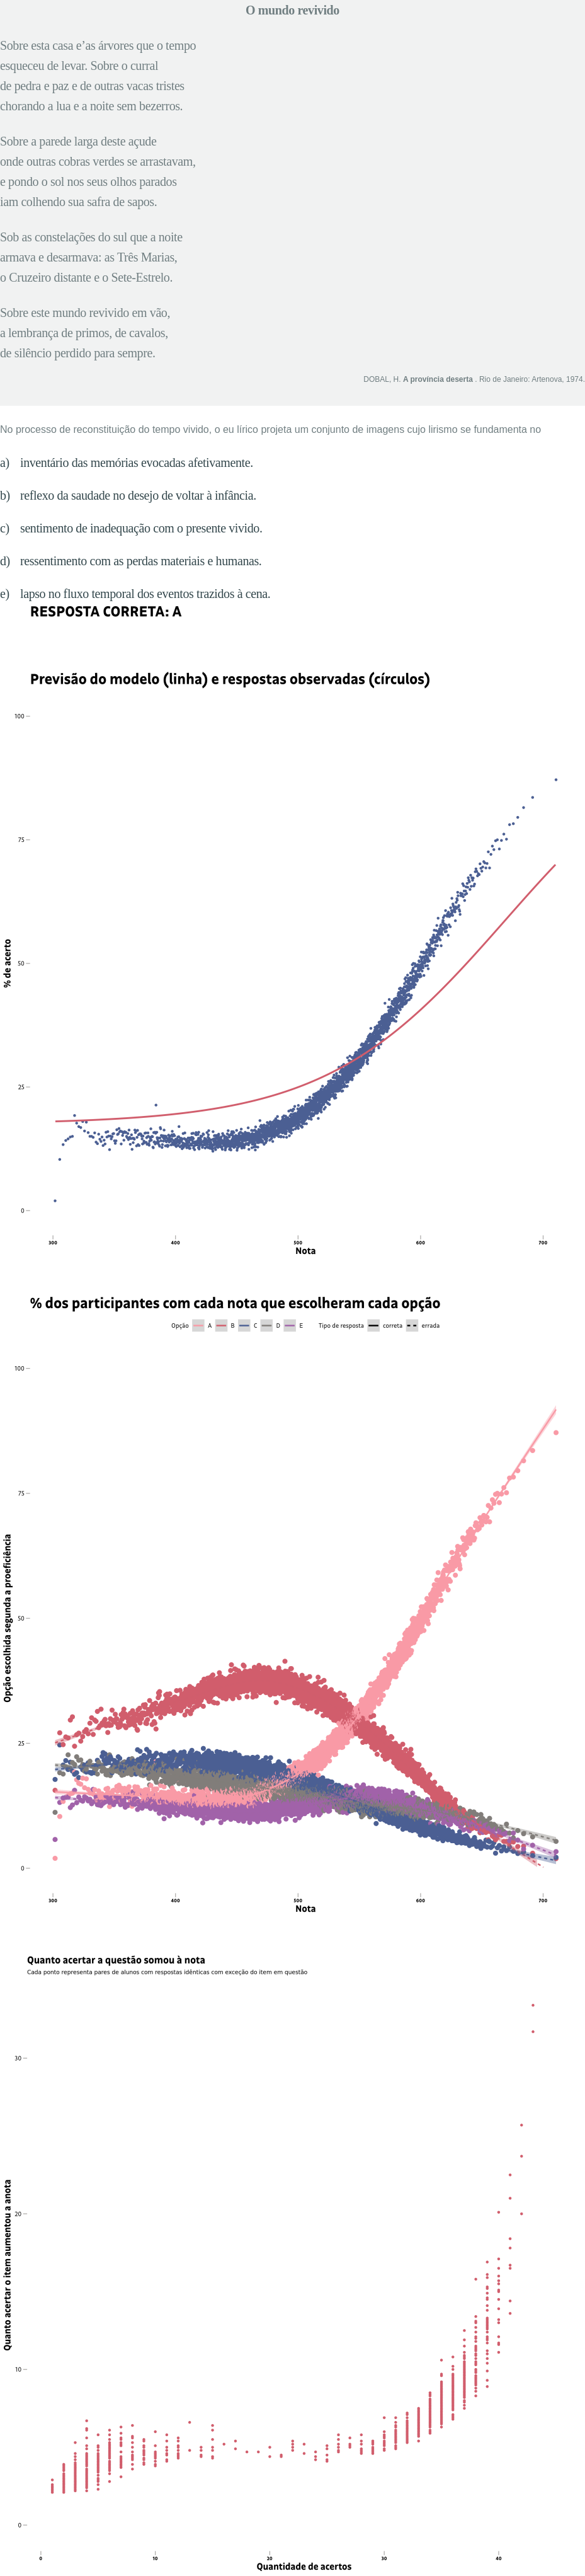 O mundo revivido
Sobre esta casa e’as árvores que o tempo
esqueceu de levar. Sobre o curral
de pedra e paz e de outras vacas tristes
chorando a lua e a noite sem bezerros.
Sobre a parede larga deste açude
onde outras cobras verdes se arrastavam,
e pondo o sol nos seus olhos parados
iam colhendo sua safra de sapos.
Sob as constelações do sul que a noite
armava e desarmava: as Três Marias,
o Cruzeiro distante e o Sete-Estrelo.
Sobre este mundo revivido em vão,
a lembrança de primos, de cavalos,
de silêncio perdido para sempre.
DOBAL, H. A província deserta . Rio de Janeiro: Artenova, 1974.
No processo de reconstituição do tempo vivido, o eu lírico projeta um conjunto de imagens cujo lirismo se fundamenta no
a) inventário das memórias evocadas afetivamente.
b) reflexo da saudade no desejo de voltar à infância.
c) sentimento de inadequação com o presente vivido.
d) ressentimento com as perdas materiais e humanas.
e) lapso no fluxo temporal dos eventos trazidos à cena.
RESPOSTA CORRETA: A
Previsão do modelo (linha) e respostas observadas (círculos)
100
75
50
25
0
% de acerto
300 400 500 600 700
Nota
% dos participantes com cada nota que escolheram cada opção
Opção A B C D E Tipo de resposta correta errada
100
75
50
25
0
Opção escolhida segunda a proeficiência
300 400 500 600 700
Nota
Quanto acertar a questão somou à nota
Cada ponto representa pares de alunos com respostas idênticas com exceção do item em questão
30
20
10
0
Quanto acertar o item aumentou a anota
0 10 20 30 40
Quantidade de acertos